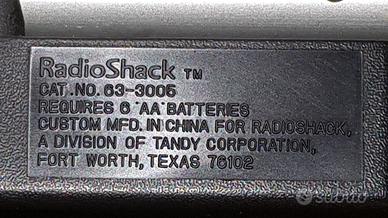 RadioShack TM
CAT. NO. 63-3005
REQUIRES 6 "AA" BATTERIES
CUSTOM MFD. IN CHINA FOR RADIOSHACK,
A DIVISION OF TANDY CORPORATION,
FORT WORTH, TEXAS 76102
subito